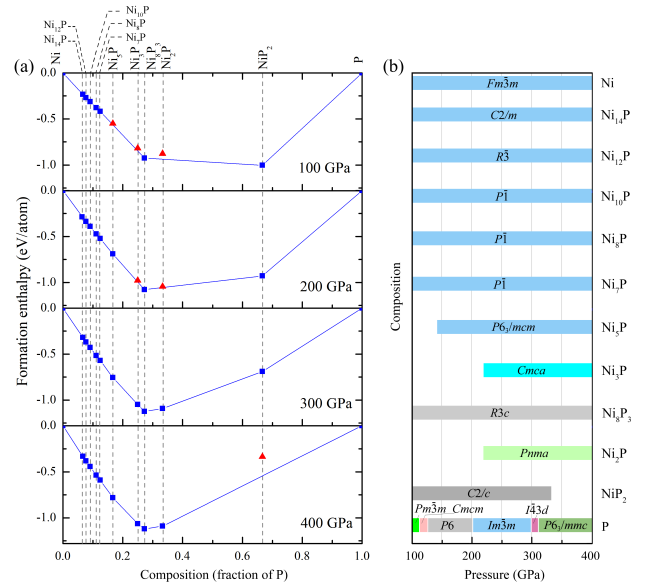 Ni₁₀P
Ni₁₂P
Ni₈P
Ni₁₄P
Ni₇P
(a)
Ni
Ni₅P
Ni₃P
Ni₈P₃
Ni₂P
NiP₂
P
0.0
-0.5
-1.0
100 GPa
0.0
-0.5
-1.0
200 GPa
0.0
-0.5
-1.0
300 GPa
0.0
-0.5
-1.0
400 GPa
Formation enthalpy (eV/atom)
0.0 0.2 0.4 0.6 0.8 1.0
Composition (fraction of P)
(b)
Composition
Fm3̄m Ni
C2/m Ni₁₄P
R3̄ Ni₁₂P
P1̄ Ni₁₀P
P1̄ Ni₈P
P1̄ Ni₇P
P6₃/mcm Ni₅P
Cmca Ni₃P
R3c Ni₈P₃
Pnma Ni₂P
C2/c NiP₂
Pm3̄m Cmcm I4̄3d
P6 Im3̄m P6₃/mmc P
100 200 300 400
Pressure (GPa)